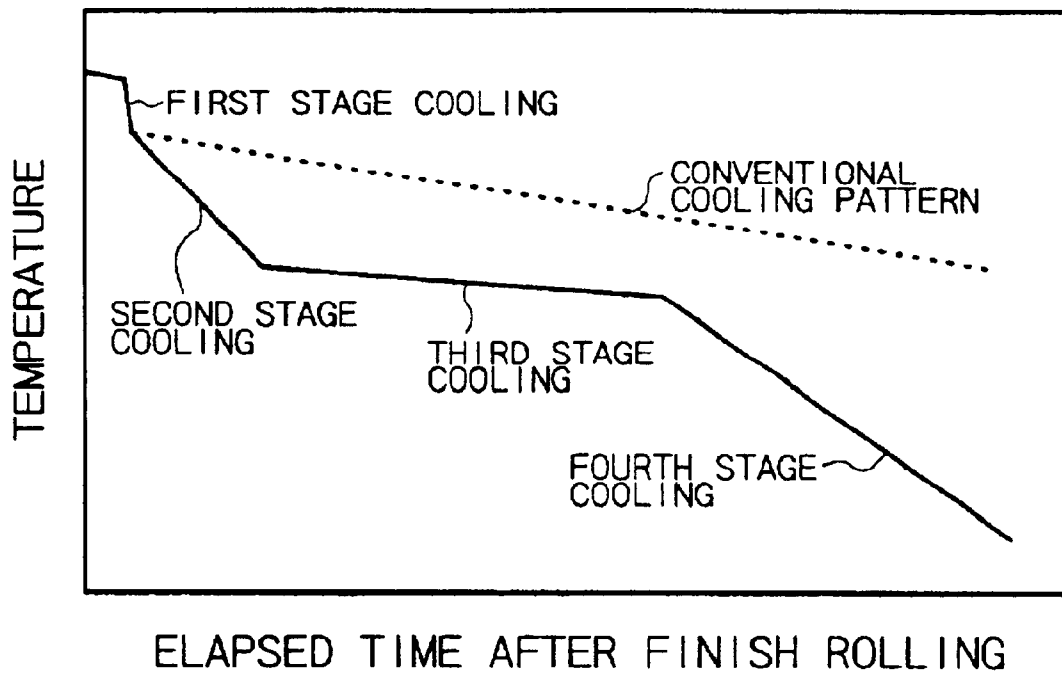 FIRST STAGE COOLING
CONVENTIONAL
COOLING PATTERN
SECOND STAGE
COOLING
THIRD STAGE
COOLING
FOURTH STAGE
COOLING
TEMPERATURE
ELAPSED TIME AFTER FINISH ROLLING